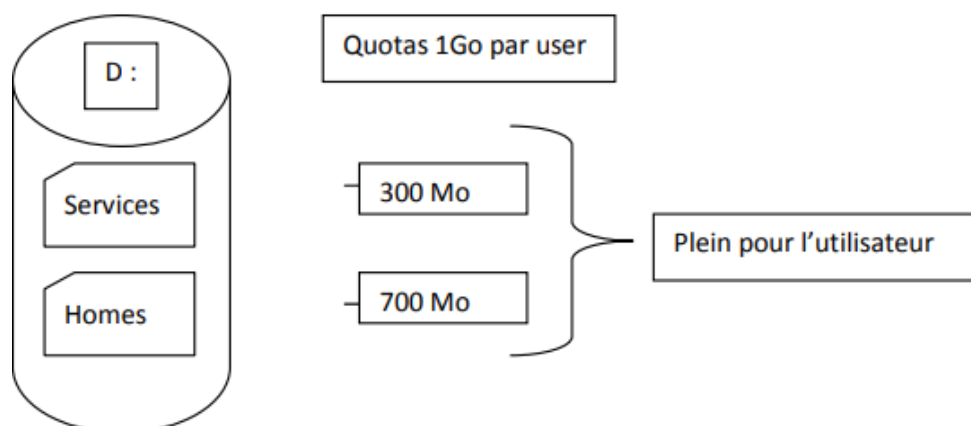 D :
Quotas 1Go par user
Services
300 Mo
Plein pour l’utilisateur
Homes
700 Mo